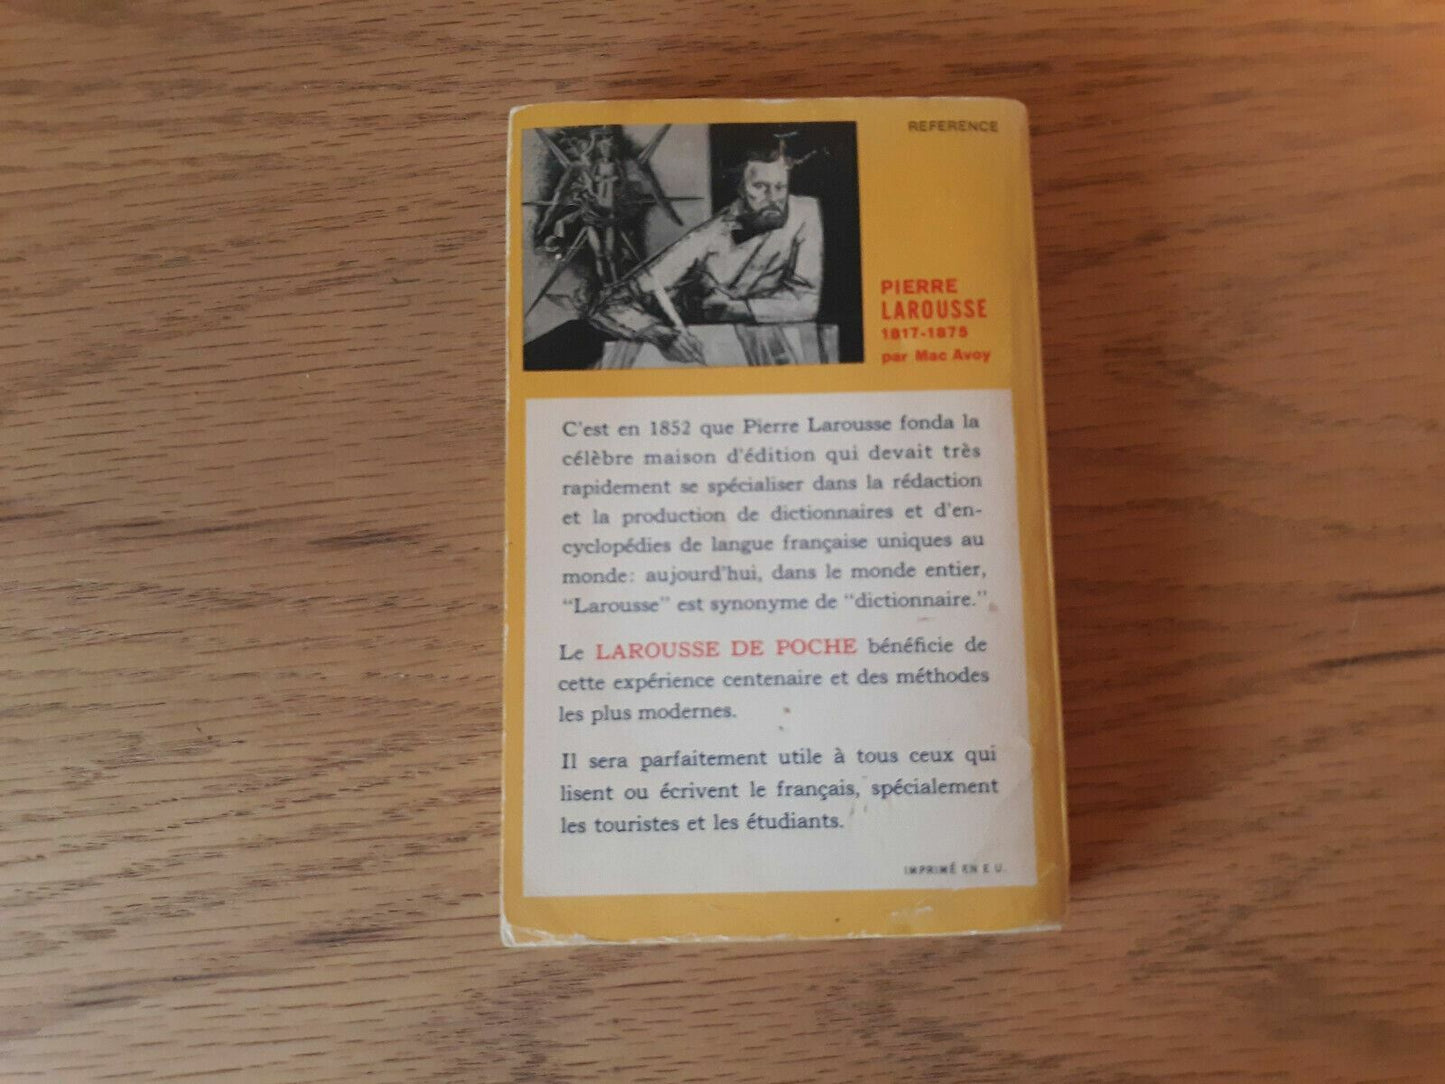 REFERENCE
PIERRE
LAROUSSE
1817-1875
par Mac Avoy
C'est en 1852 que Pierre Larousse fonda la
célèbre maison d'édition qui devait très
rapidement se spécialiser dans la rédaction
et la production de dictionnaires et d'en-
cyclopédies de langue française uniques au
monde: aujourd'hui, dans le monde entier,
“Larousse” est synonyme de “dictionnaire.”
Le LAROUSSE DE POCHE bénéficie de
cette expérience centenaire et des méthodes
les plus modernes.
Il sera parfaitement utile à tous ceux qui
lisent ou écrivent le français, spécialement
les touristes et les étudiants.
IMPRIMÉ EN E U.